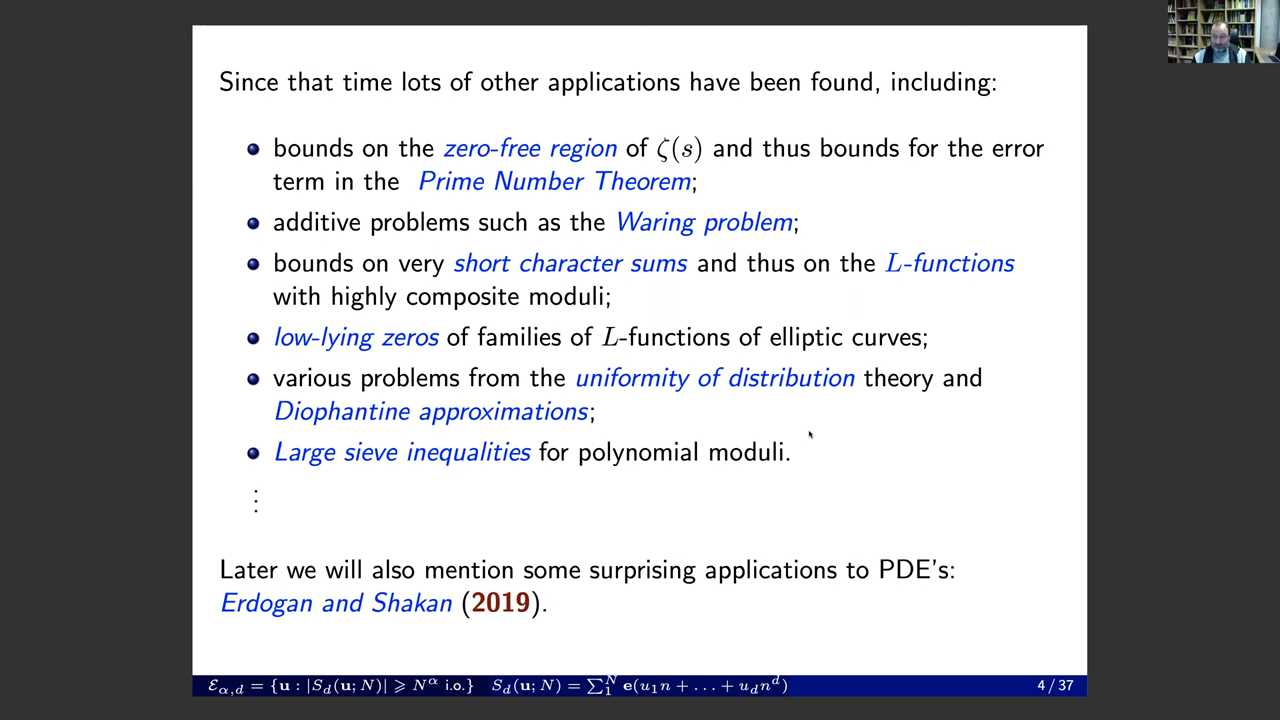 Since that time lots of other applications have been found, including:
bounds on the zero-free region of ζ(s) and thus bounds for the error
term in the Prime Number Theorem;
additive problems such as the Waring problem;
bounds on very short character sums and thus on the L-functions
with highly composite moduli;
low-lying zeros of families of L-functions of elliptic curves;
various problems from the uniformity of distribution theory and
Diophantine approximations;
Large sieve inequalities for polynomial moduli.
⋮
Later we will also mention some surprising applications to PDE's:
Erdogan and Shakan (2019).
ℰ_{α,d} = {u : |S_d(u; N)| ⩾ N^α i.o.} S_d(u; N) = ∑_1^N e(u_1 n + ... + u_d n^d) 4 / 37